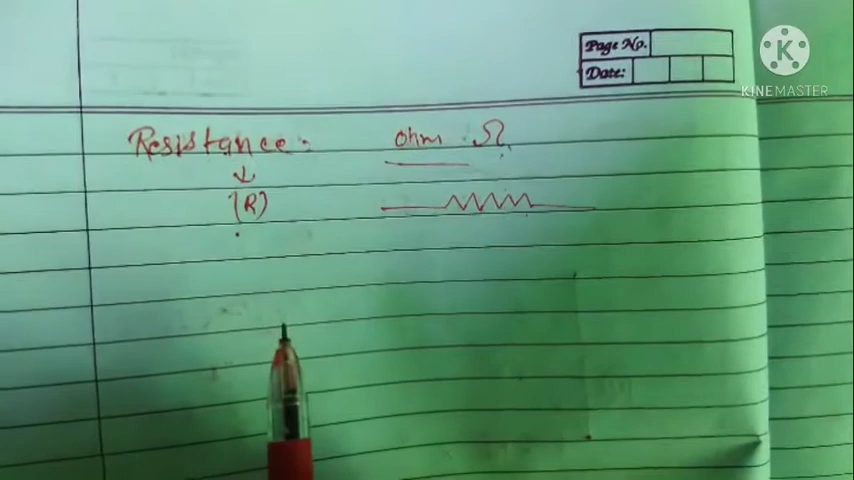 Page No.
Date:
K
KINEMASTER
Resistance:
ohm Ω
(R)